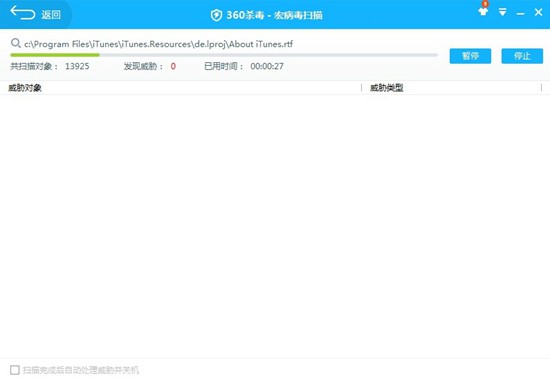 返回
360杀毒 - 宏病毒扫描
c:\Program Files\iTunes\iTunes.Resources\de.lproj\About iTunes.rtf
共扫描对象： 13925 发现威胁： 0 已用时间： 00:00:27
暂停
停止
威胁对象 威胁类型
扫描完成后自动处理威胁并关机